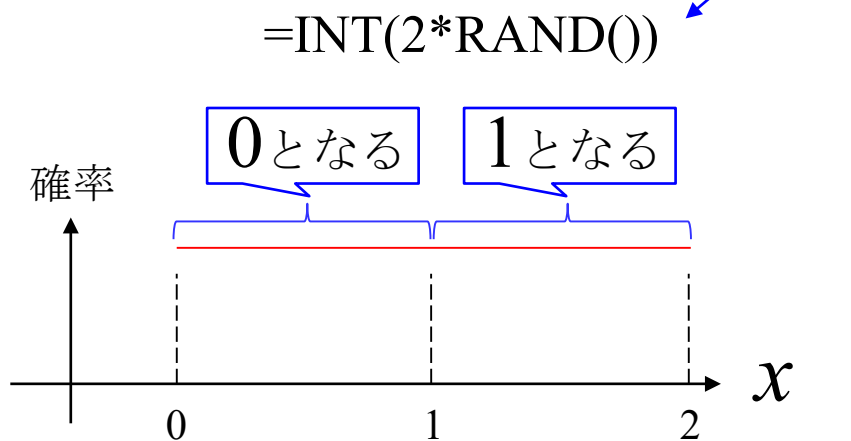 =INT(2*RAND())
0となる
1となる
確率
x
0
1
2